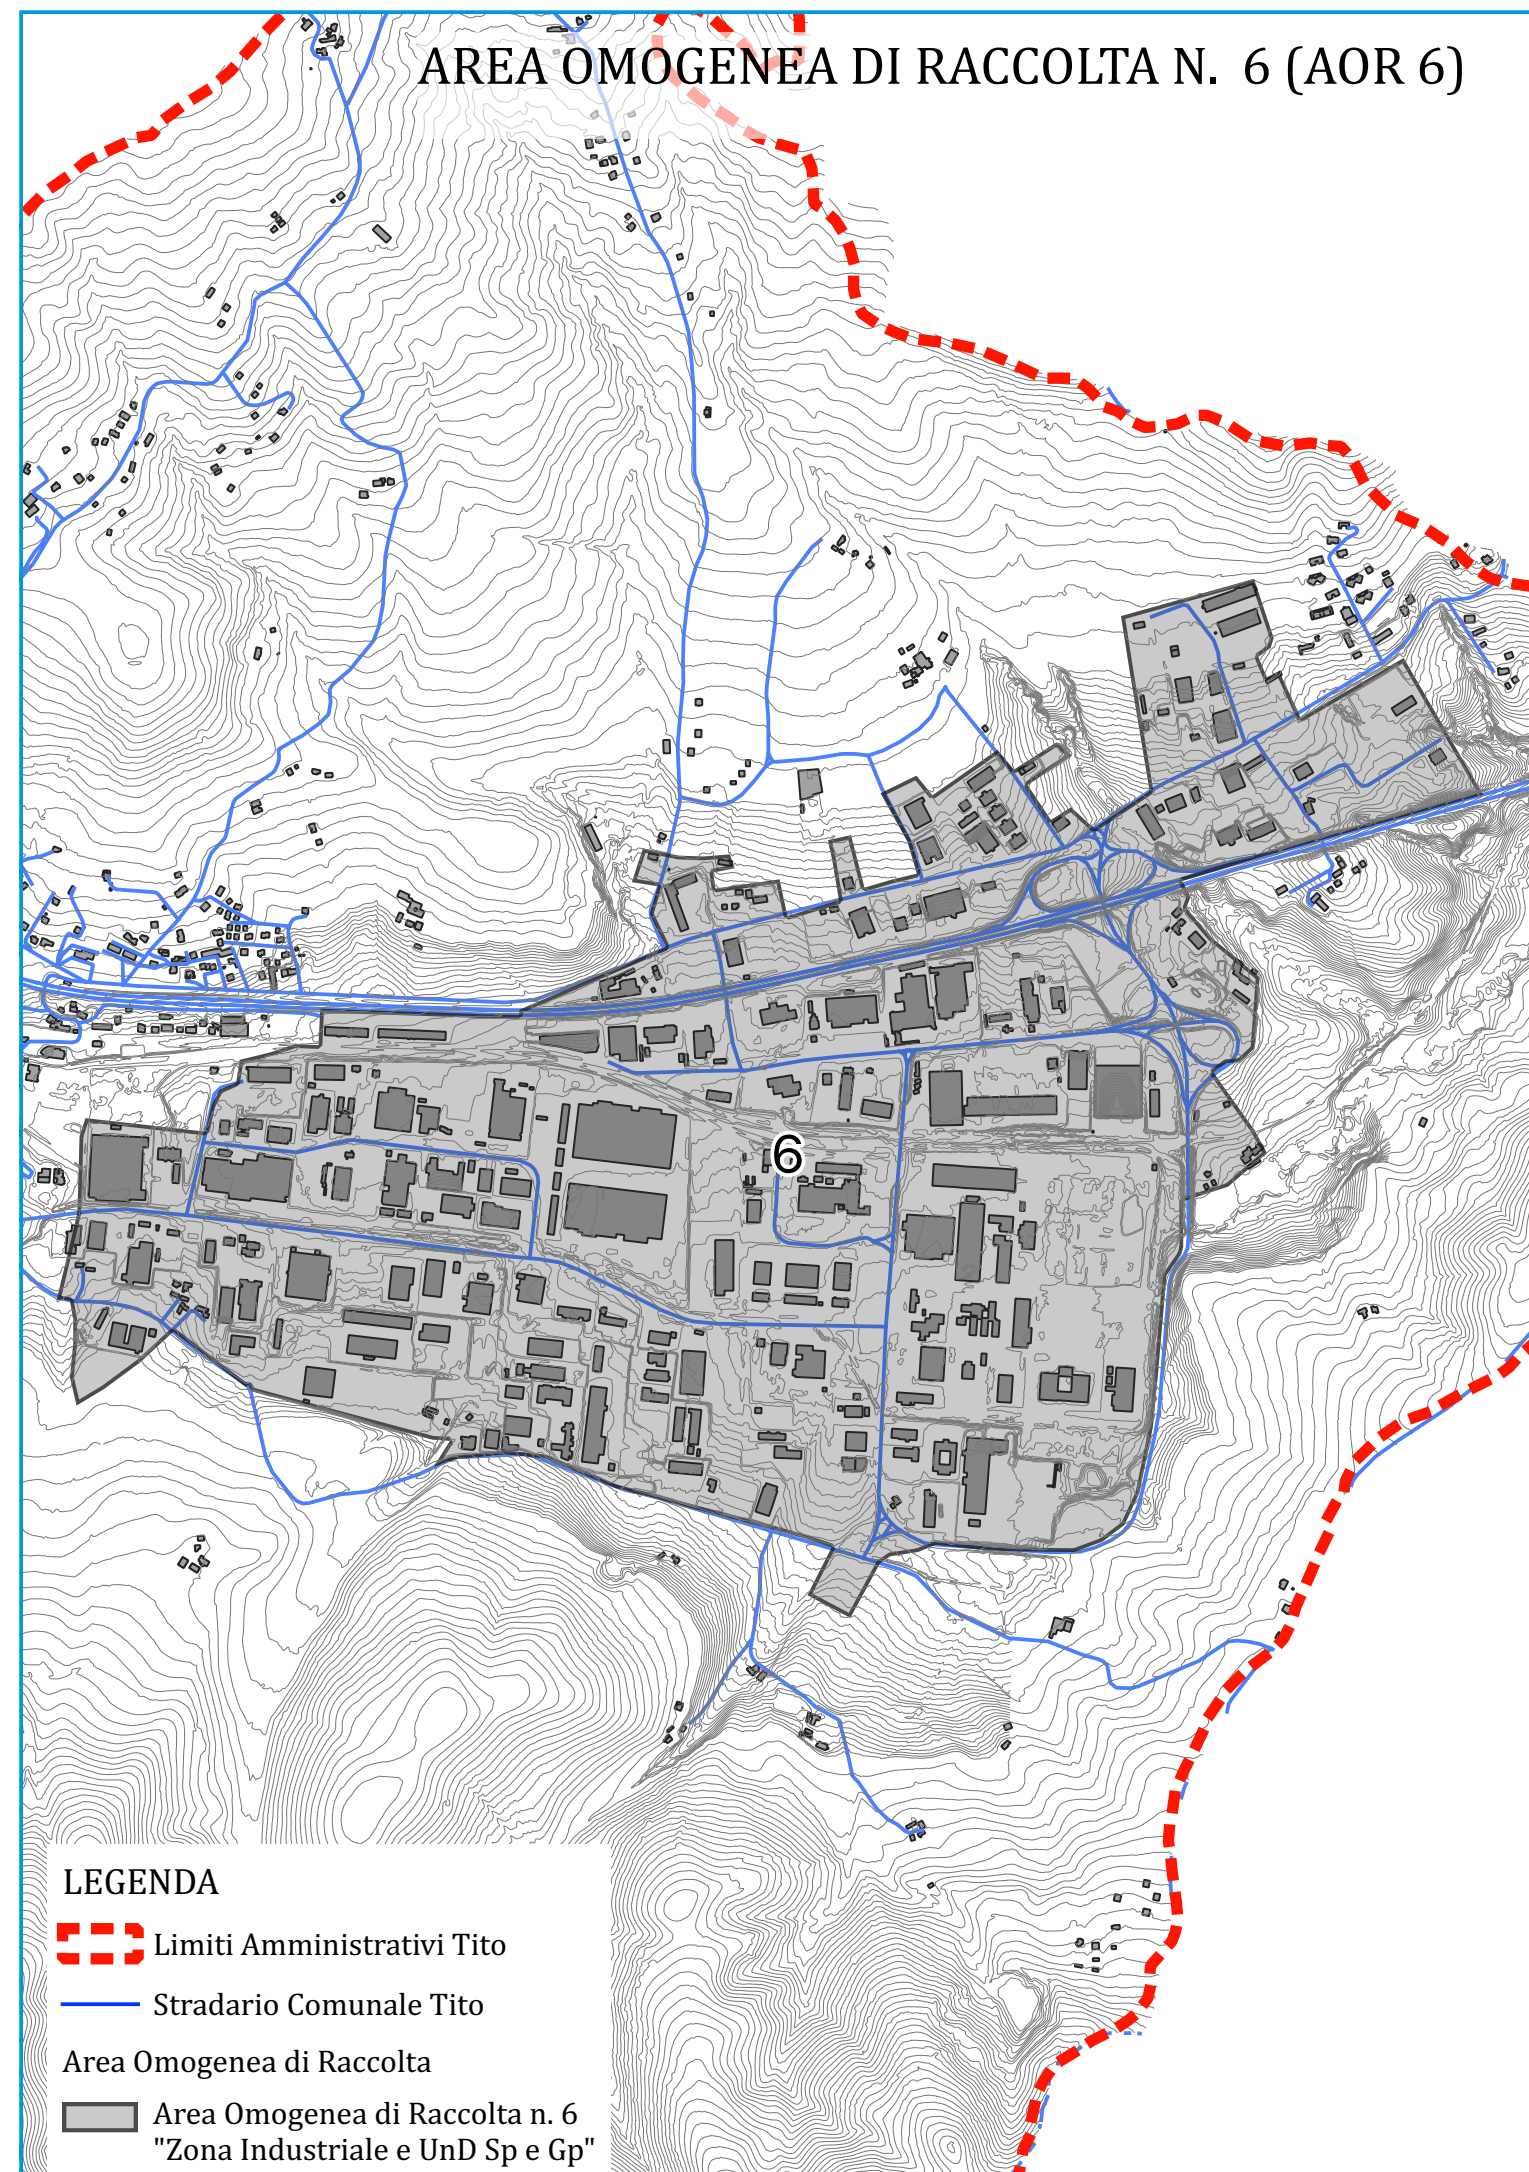 AREA OMOGENEA DI RACCOLTA N. 6 (AOR 6)
6
LEGENDA
Limiti Amministrativi Tito
Stradario Comunale Tito
Area Omogenea di Raccolta
Area Omogenea di Raccolta n. 6
"Zona Industriale e UnD Sp e Gp"